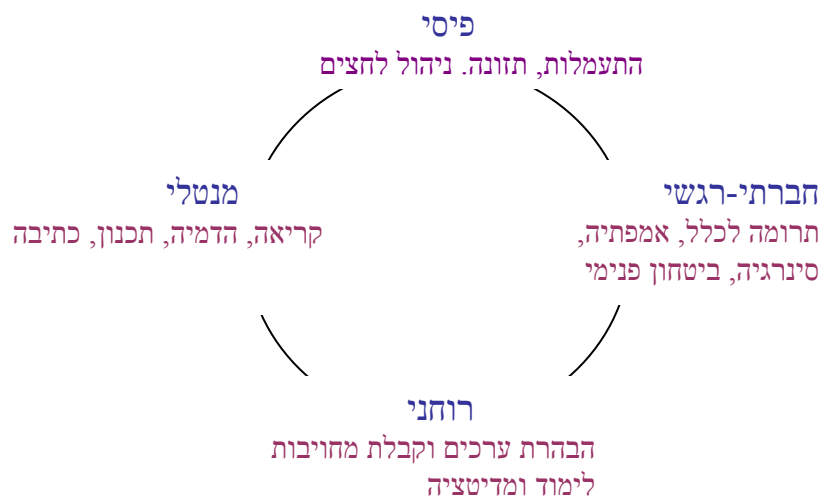 פיסי
התעמלות, תזונה. ניהול לחצים
חברתי-רגשי
תרומה לכלל, אמפתיה,
סינרגיה, ביטחון פנימי
מנטלי
קריאה, הדמיה, תכנון, כתיבה
רוחני
הבהרת ערכים וקבלת מחויבות
לימוד ומדיטציה